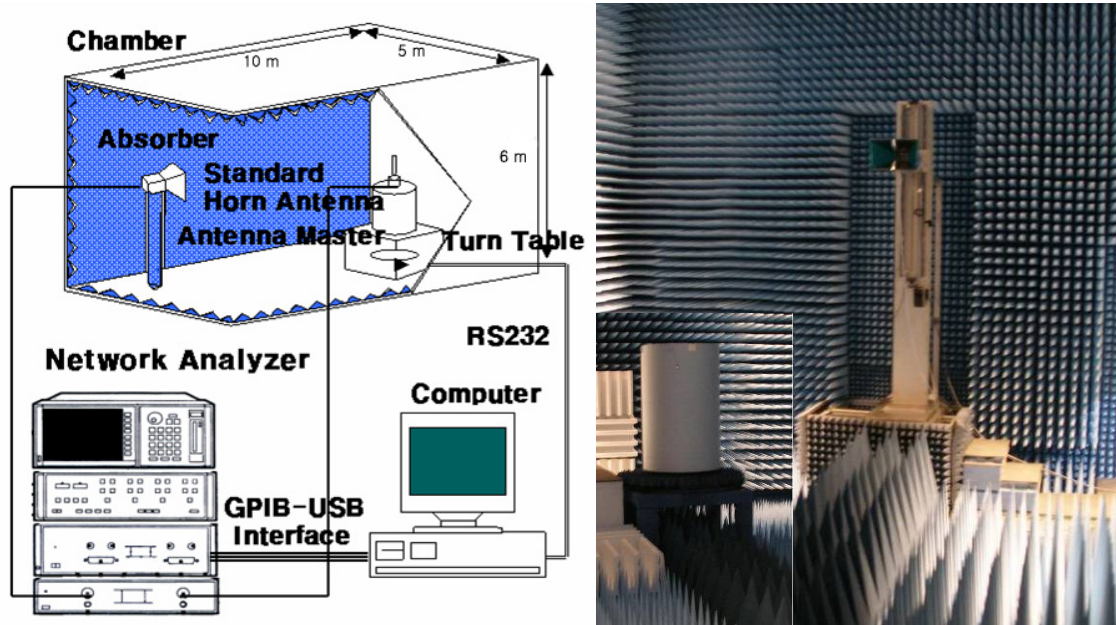 Chamber
10 m
5 m
6 m
Absorber
Standard
Horn Antenna
Antenna Master
Turn Table
RS232
Network Analyzer
Computer
GPIB-USB
Interface